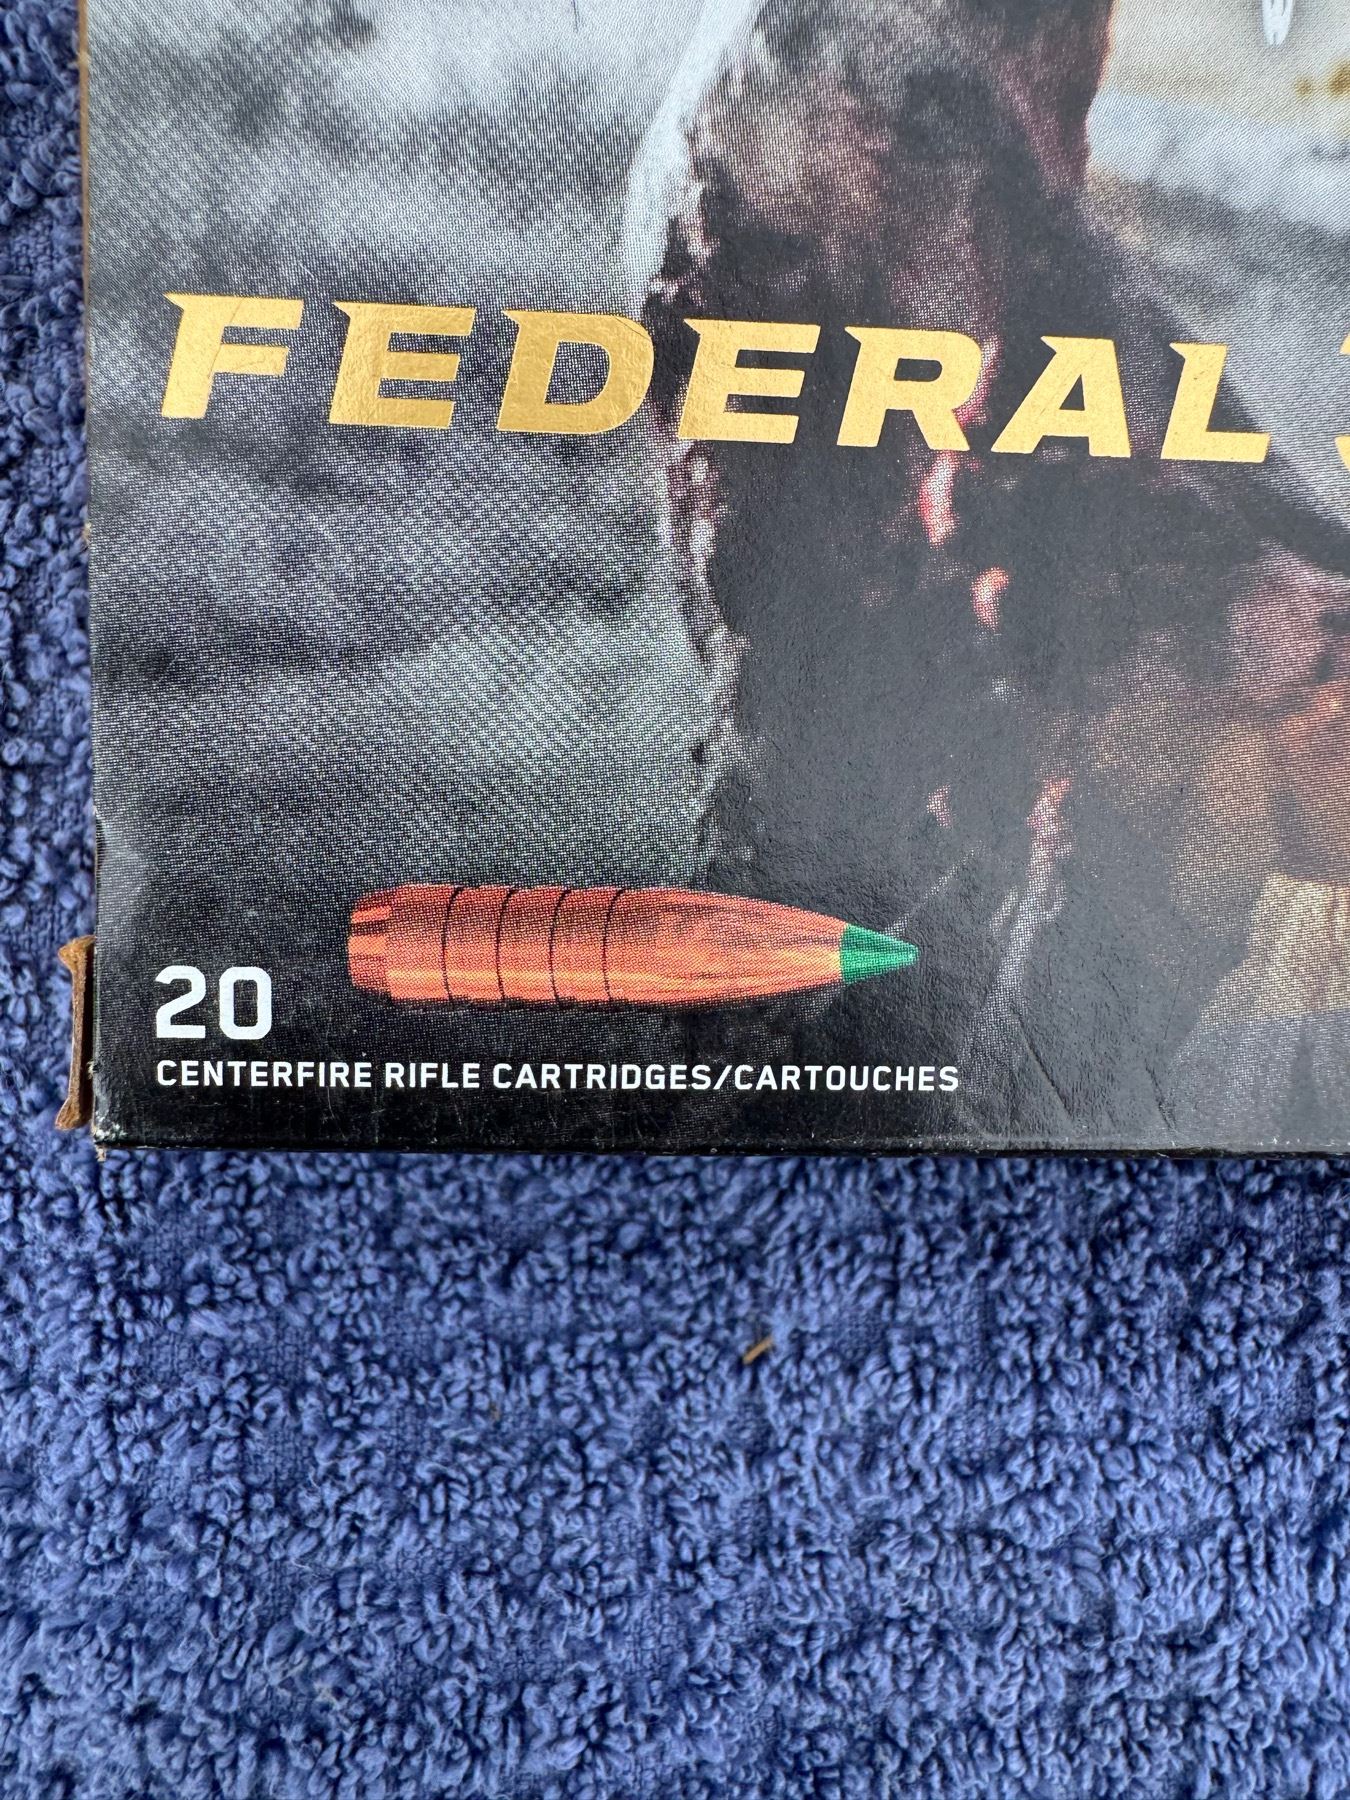 FEDERAL
20
CENTERFIRE RIFLE CARTRIDGES/CARTOUCHES